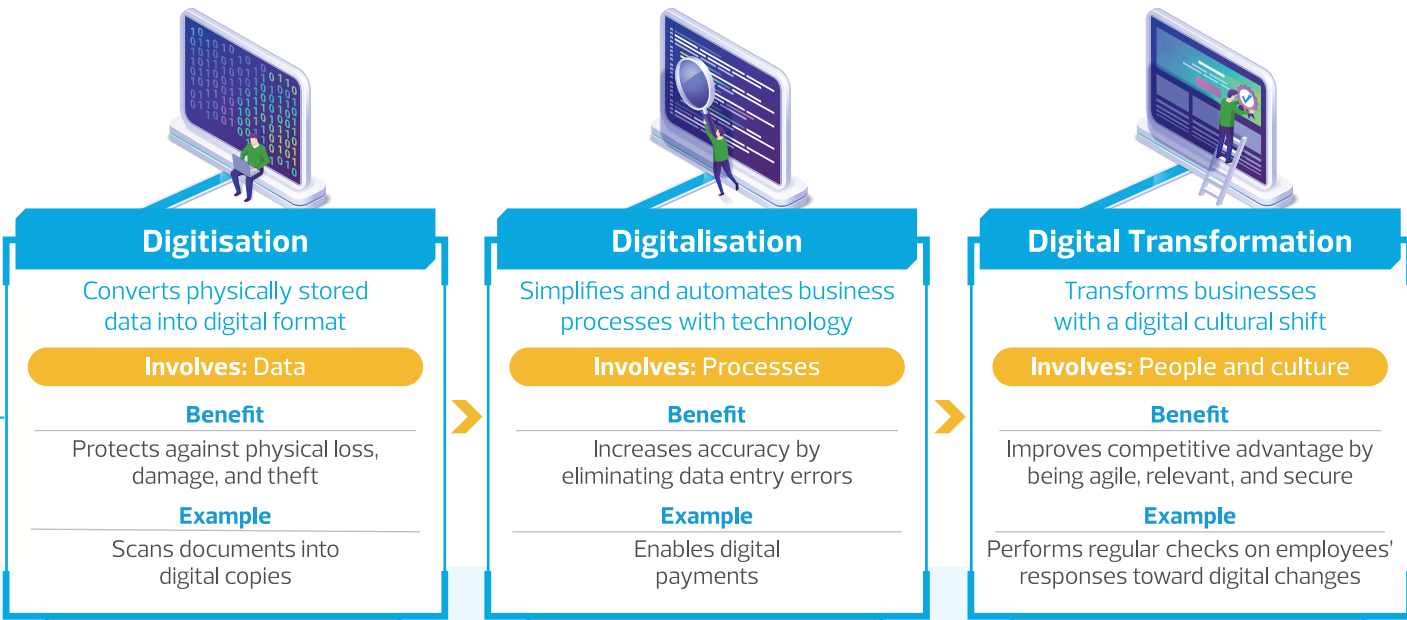 Digitisation
Converts physically stored
data into digital format
Involves: Data
Benefit
Protects against physical loss,
damage, and theft
Example
Scans documents into
digital copies
Digitalisation
Simplifies and automates business
processes with technology
Involves: Processes
Benefit
Increases accuracy by
eliminating data entry errors
Example
Enables digital
payments
Digital Transformation
Transforms businesses
with a digital cultural shift
Involves: People and culture
Benefit
Improves competitive advantage by
being agile, relevant, and secure
Example
Performs regular checks on employees’
responses toward digital changes